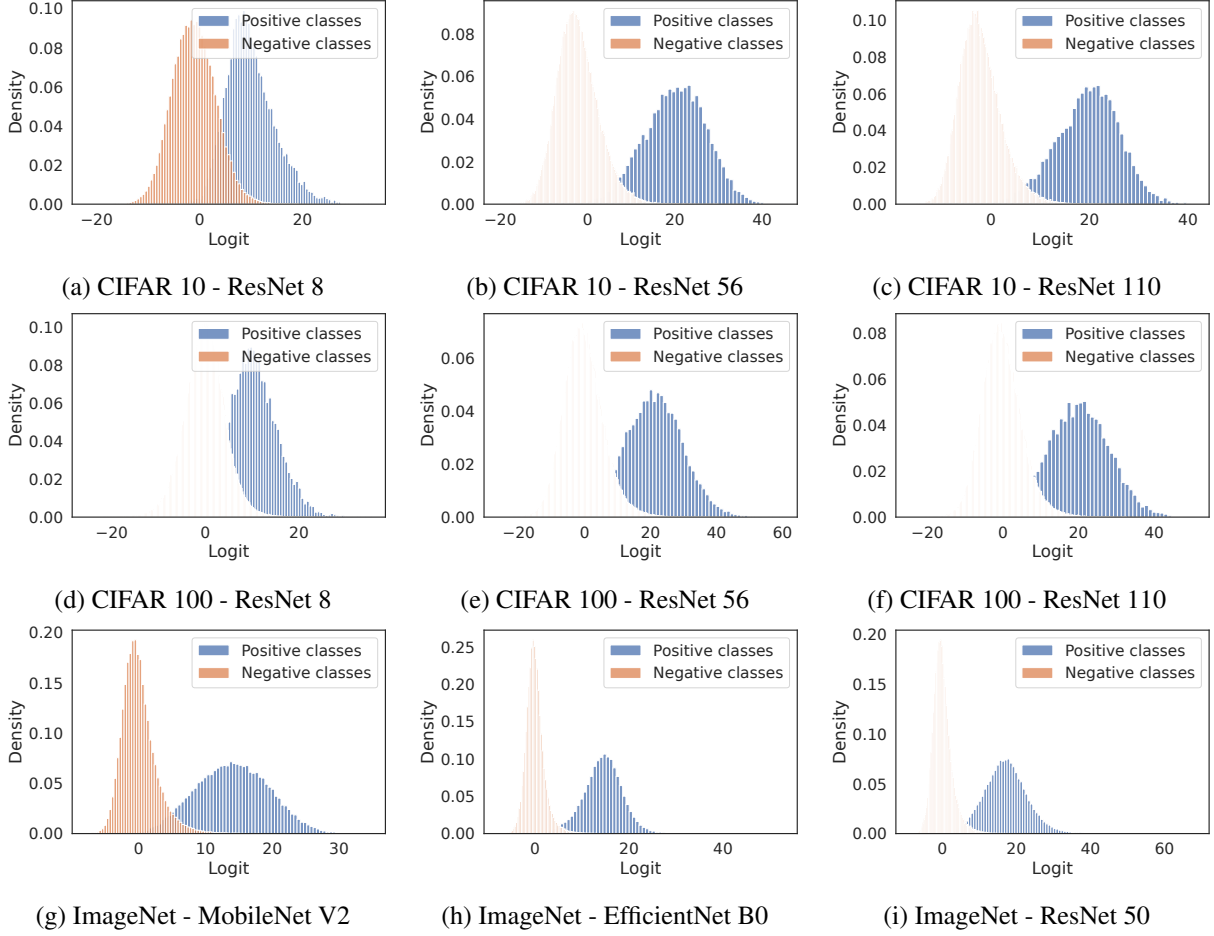 0.10
0.08
0.06
0.04
0.02
0.00
Density
−20 0 20
Logit
Positive classes
Negative classes
(a) CIFAR 10 - ResNet 8
0.08
0.06
0.04
0.02
0.00
Density
−20 0 20 40
Logit
Positive classes
Negative classes
(b) CIFAR 10 - ResNet 56
0.10
0.08
0.06
0.04
0.02
0.00
Density
−20 0 20 40
Logit
Positive classes
Negative classes
(c) CIFAR 10 - ResNet 110
0.10
0.08
0.06
0.04
0.02
0.00
Density
−20 0 20
Logit
Positive classes
Negative classes
(d) CIFAR 100 - ResNet 8
0.06
0.04
0.02
0.00
Density
−20 0 20 40 60
Logit
Positive classes
Negative classes
(e) CIFAR 100 - ResNet 56
0.08
0.06
0.04
0.02
0.00
Density
−20 0 20 40
Logit
Positive classes
Negative classes
(f) CIFAR 100 - ResNet 110
0.20
0.15
0.10
0.05
0.00
Density
0 10 20 30
Logit
Positive classes
Negative classes
(g) ImageNet - MobileNet V2
0.25
0.20
0.15
0.10
0.05
0.00
Density
0 20 40
Logit
Positive classes
Negative classes
(h) ImageNet - EfficientNet B0
0.20
0.15
0.10
0.05
0.00
Density
0 20 40 60
Logit
Positive classes
Negative classes
(i) ImageNet - ResNet 50